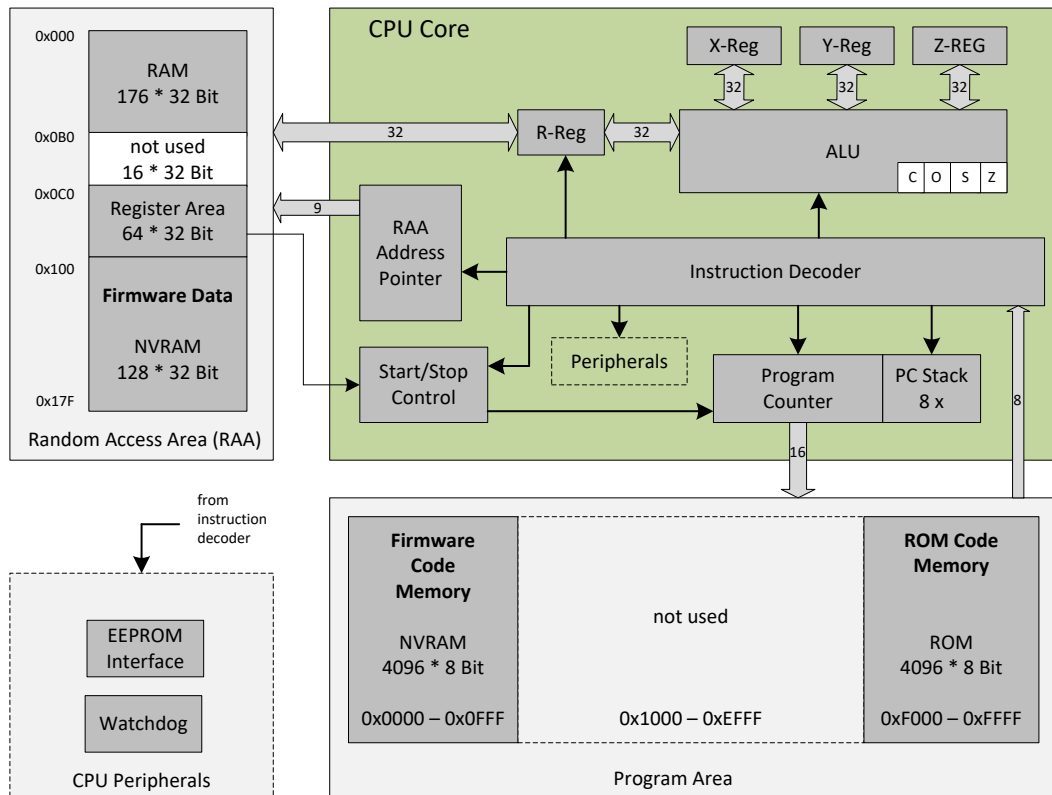 0x000
RAM
176 * 32 Bit
0x0B0
not used
16 * 32 Bit
0x0C0
Register Area
64 * 32 Bit
0x100
Firmware Data
NVRAM
128 * 32 Bit
0x17F
Random Access Area (RAA)
CPU Core
X-Reg
Y-Reg
Z-REG
32
32
32
32
R-Reg
32
ALU
C
O
S
Z
9
RAA
Address
Pointer
Instruction Decoder
Peripherals
Start/Stop
Control
Program
Counter
PC Stack
8 x
8
16
from
instruction
decoder
EEPROM
Interface
Watchdog
CPU Peripherals
Firmware
Code
Memory
NVRAM
4096 * 8 Bit
0x0000 – 0x0FFF
not used
0x1000 – 0xEFFF
ROM Code
Memory
ROM
4096 * 8 Bit
0xF000 – 0xFFFF
Program Area